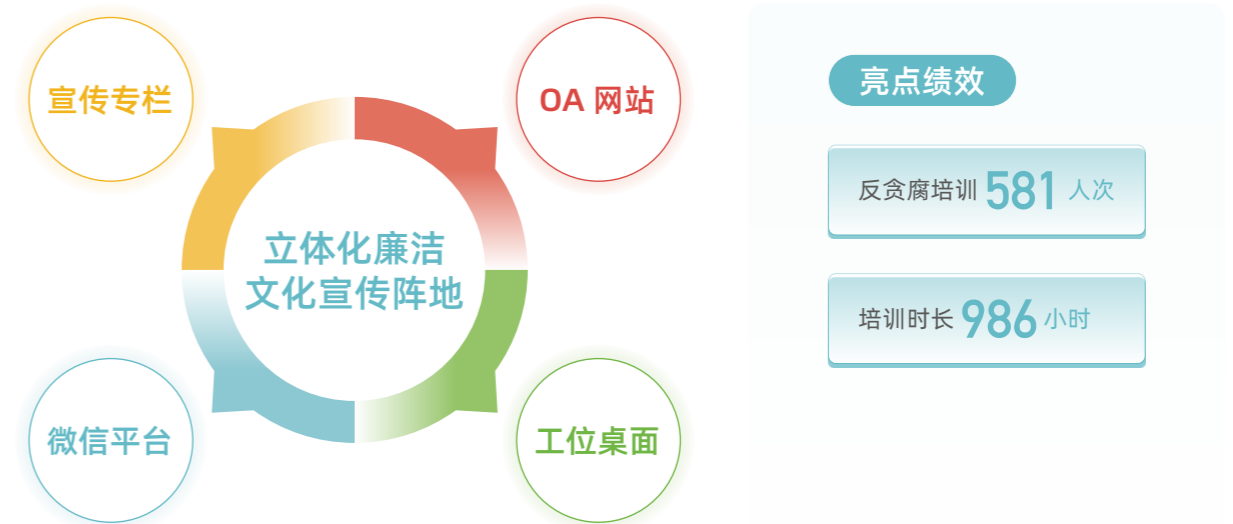 宣传专栏
OA 网站
立体化廉洁
文化宣传阵地
微信平台
工位桌面
亮点绩效
反贪腐培训 581 人次
培训时长 986 小时